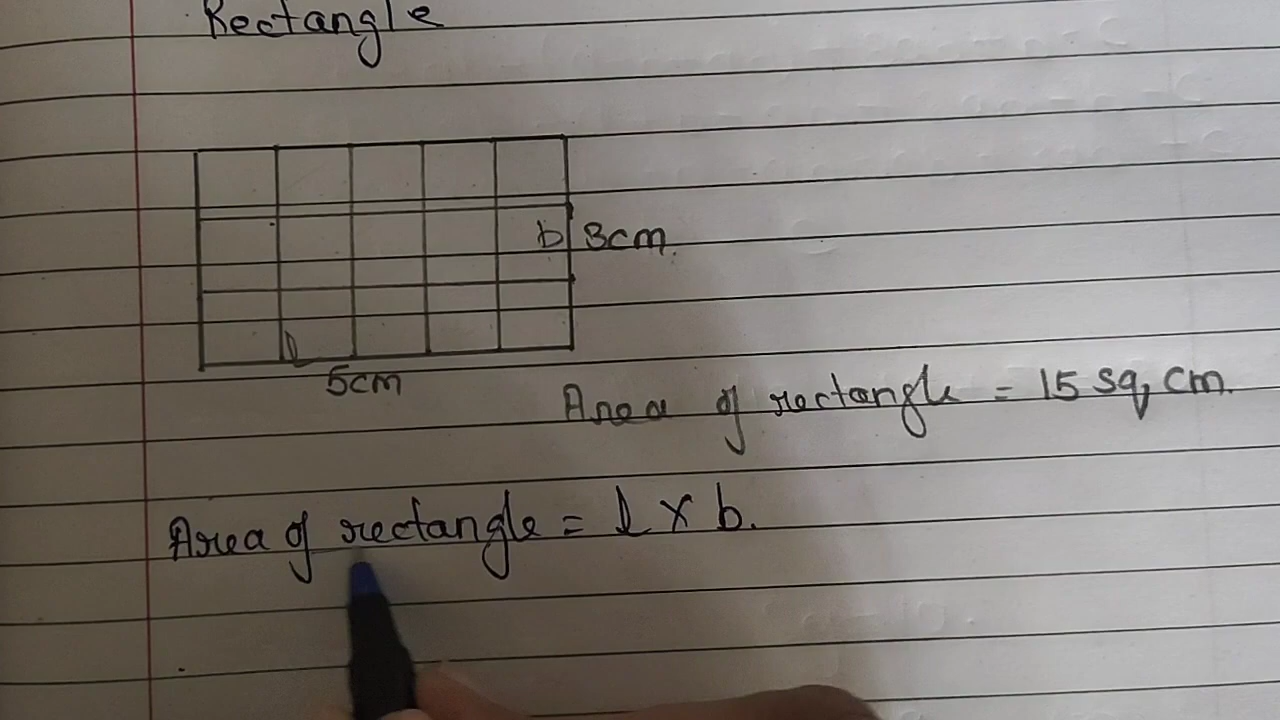 Rectangle
b 3cm.
l
5cm
Area of rectangle = 15 sq cm.
Area of rectangle = l x b.